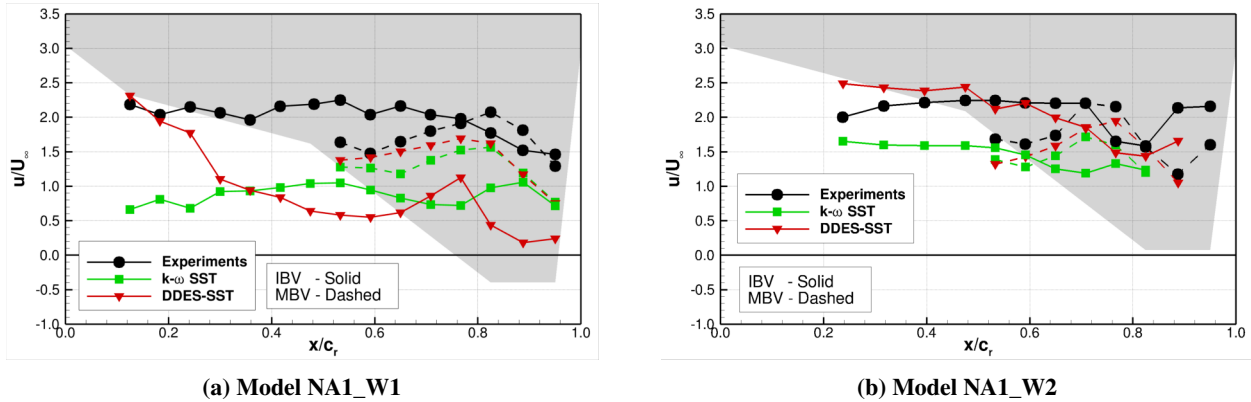 3.5
3.0
2.5
2.0
1.5
1.0
0.5
0.0
-0.5
-1.0
u/U∞
0.0 0.2 0.4 0.6 0.8 1.0
x/cr
Experiments
k-ω SST
DDES-SST
IBV - Solid
MBV - Dashed
(a) Model NA1_W1
3.5
3.0
2.5
2.0
1.5
1.0
0.5
0.0
-0.5
-1.0
u/U∞
0.0 0.2 0.4 0.6 0.8 1.0
x/cr
Experiments
k-ω SST
DDES-SST
IBV - Solid
MBV - Dashed
(b) Model NA1_W2